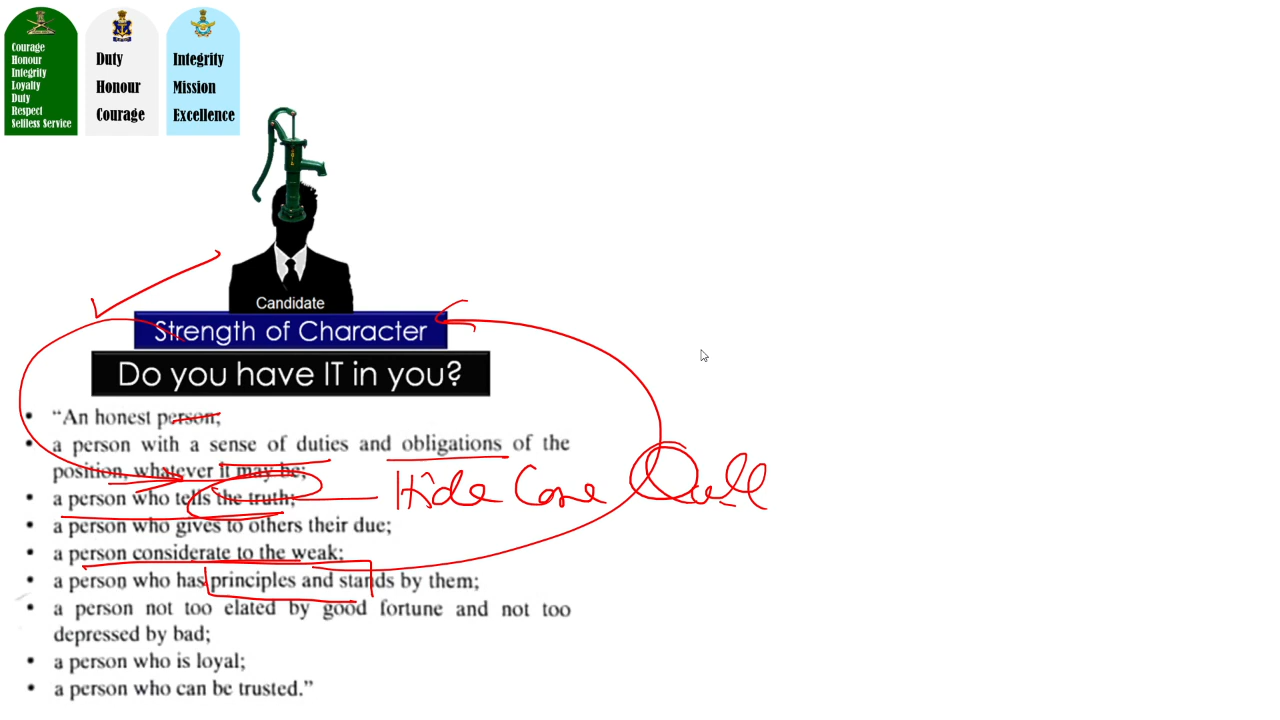 Courage
Honour
Integrity
Loyalty
Duty
Respect
Selfless Service
Duty
Honour
Courage
Integrity
Mission
Excellence
Candidate
Strength of Character
Do you have IT in you?
• “An honest person;
• a person with a sense of duties and obligations of the
position, whatever it may be;
• a person who tells the truth;
• a person who gives to others their due;
• a person considerate to the weak;
• a person who has principles and stands by them;
• a person not too elated by good fortune and not too
depressed by bad;
• a person who is loyal;
• a person who can be trusted.”
Hide